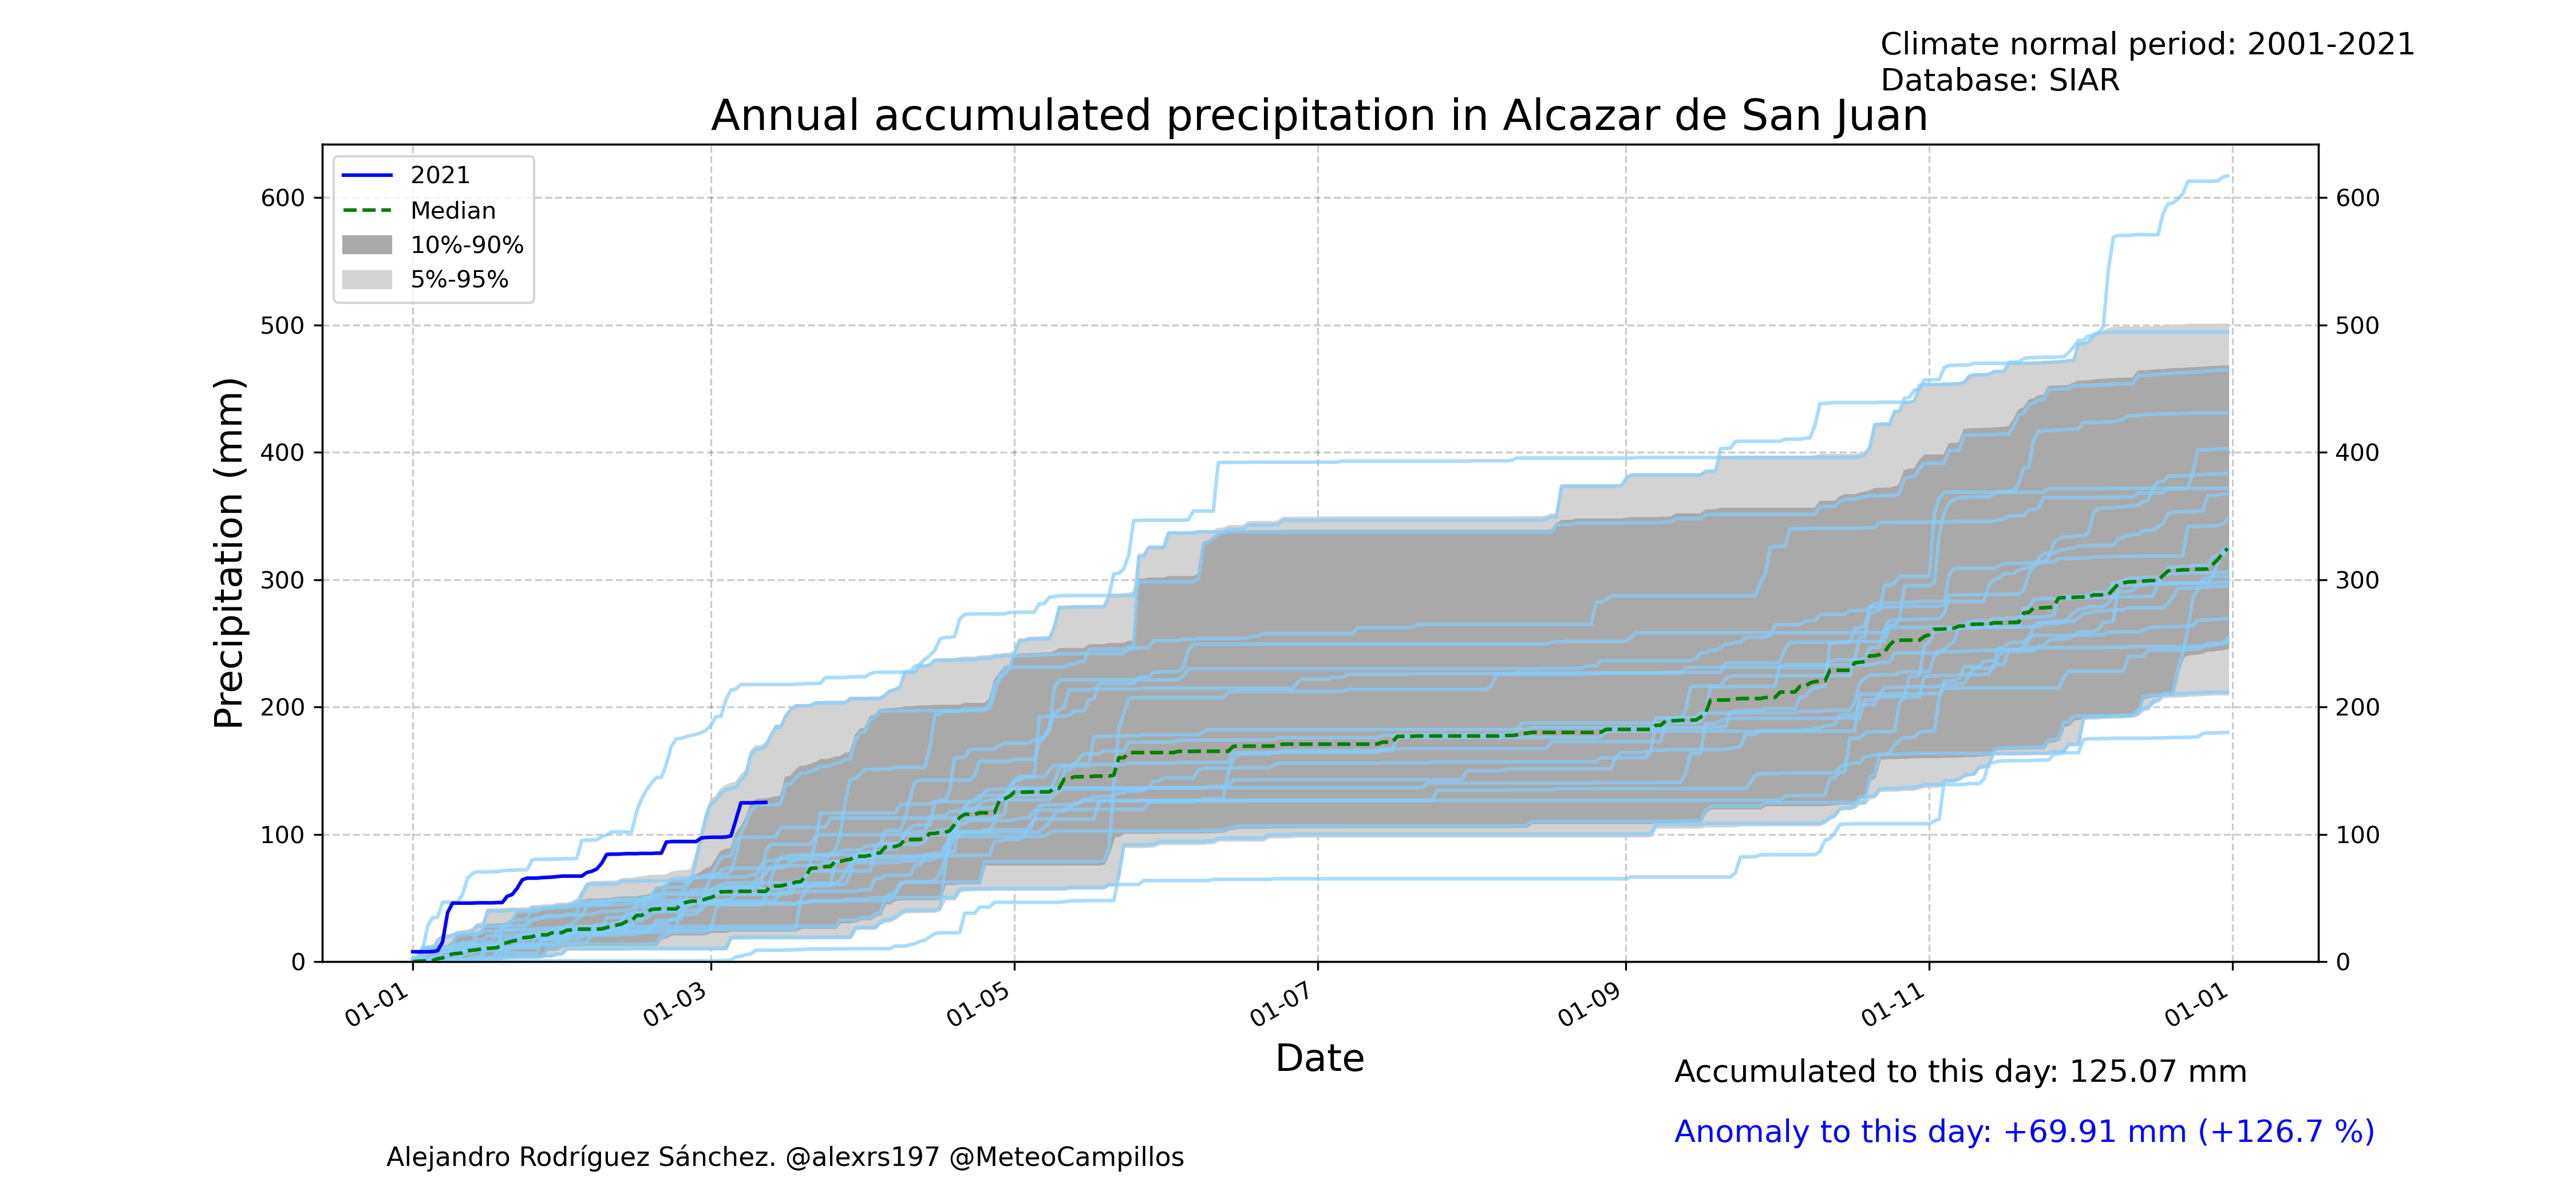 Climate normal period: 2001-2021
Database: SIAR
Annual accumulated precipitation in Alcazar de San Juan
2021
Median
10%-90%
5%-95%
Precipitation (mm)
600
500
400
300
200
100
0
600
500
400
300
200
100
0
01-01
01-03
01-05
01-07
01-09
01-11
01-01
Date
Accumulated to this day: 125.07 mm
Anomaly to this day: +69.91 mm (+126.7 %)
Alejandro Rodríguez Sánchez. @alexrs197 @MeteoCampillos